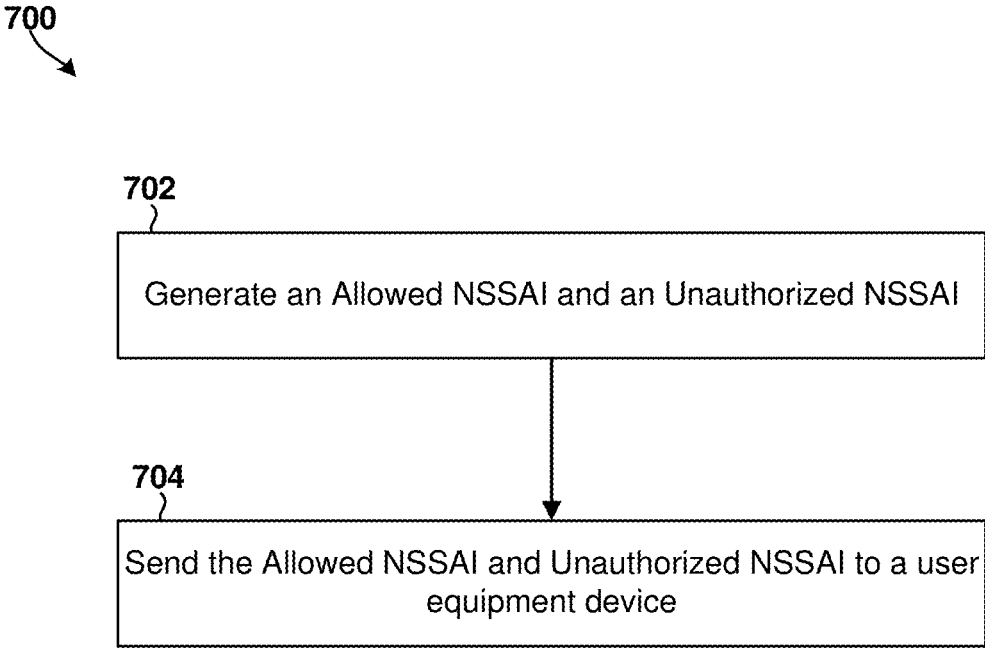 700
702
Generate an Allowed NSSAI and an Unauthorized NSSAI
704
Send the Allowed NSSAI and Unauthorized NSSAI to a user
equipment device